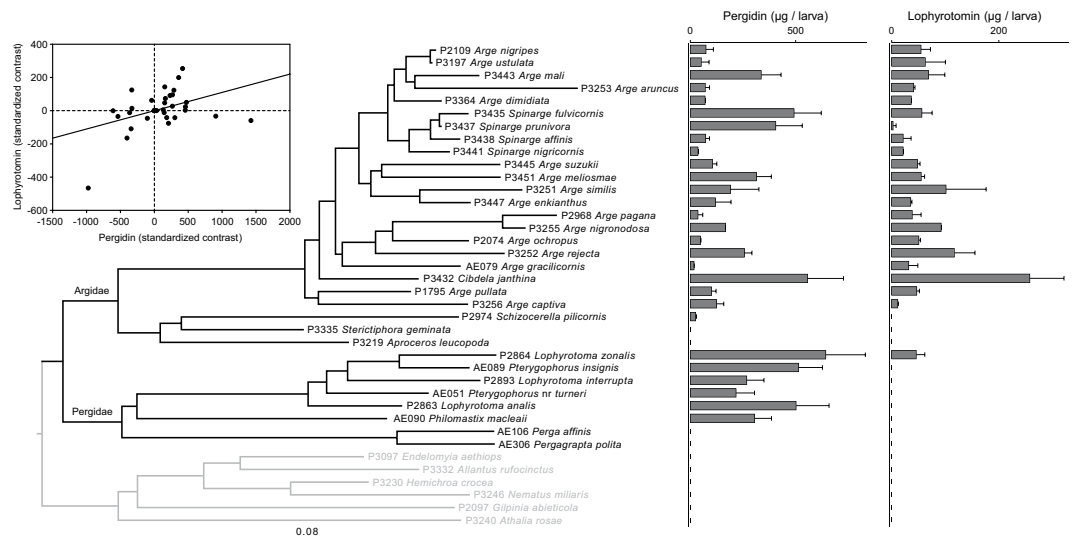 Pergidin (µg / larva)
Lophyrotomin (µg / larva)
0
500
0
200
400
200
0
-200
-400
-600
-1500
-1000
-500
0
500
1000
1500
2000
Lophyrotomin (standardized contrast)
Pergidin (standardized contrast)
P2109 Arge nigripes
P3197 Arge ustulata
P3443 Arge mali
P3253 Arge aruncus
P3364 Arge dimidiata
P3435 Spinarge fulvicornis
P3437 Spinarge prunivora
P3438 Spinarge affinis
P3441 Spinarge nigricornis
P3445 Arge suzukii
P3451 Arge meliosmae
P3251 Arge similis
P3447 Arge enkianthus
P2968 Arge pagana
P3255 Arge nigronodosa
P2074 Arge ochropus
P3252 Arge rejecta
AE079 Arge gracilicornis
P3432 Cibdela janthina
Argidae
P1795 Arge pullata
P3256 Arge captiva
P2974 Schizocerella pilicornis
P3335 Sterictiphora geminata
P3219 Aproceros leucopoda
P2864 Lophyrotoma zonalis
AE089 Pterygophorus insignis
P2893 Lophyrotoma interrupta
AE051 Pterygophorus nr turneri
P2863 Lophyrotoma analis
Pergidae
AE090 Philomastix macleaii
AE106 Perga affinis
AE306 Pergagrapta polita
P3097 Endelomyia aethiops
P3332 Allantus rufocinctus
P3230 Hemichroa crocea
P3246 Nematus miliaris
P2097 Gilpinia abieticola
P3240 Athalia rosae
0.08